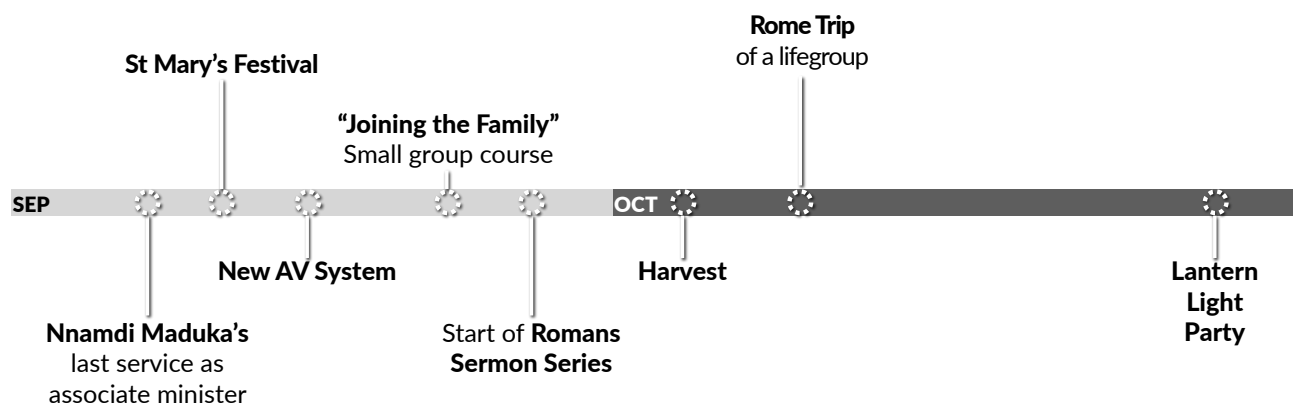 Rome Trip
of a lifegroup
St Mary’s Festival
“Joining the Family”
Small group course
SEP
OCT
New AV System
Harvest
Lantern
Light
Party
Nnamdi Maduka’s
last service as
associate minister
Start of Romans
Sermon Series